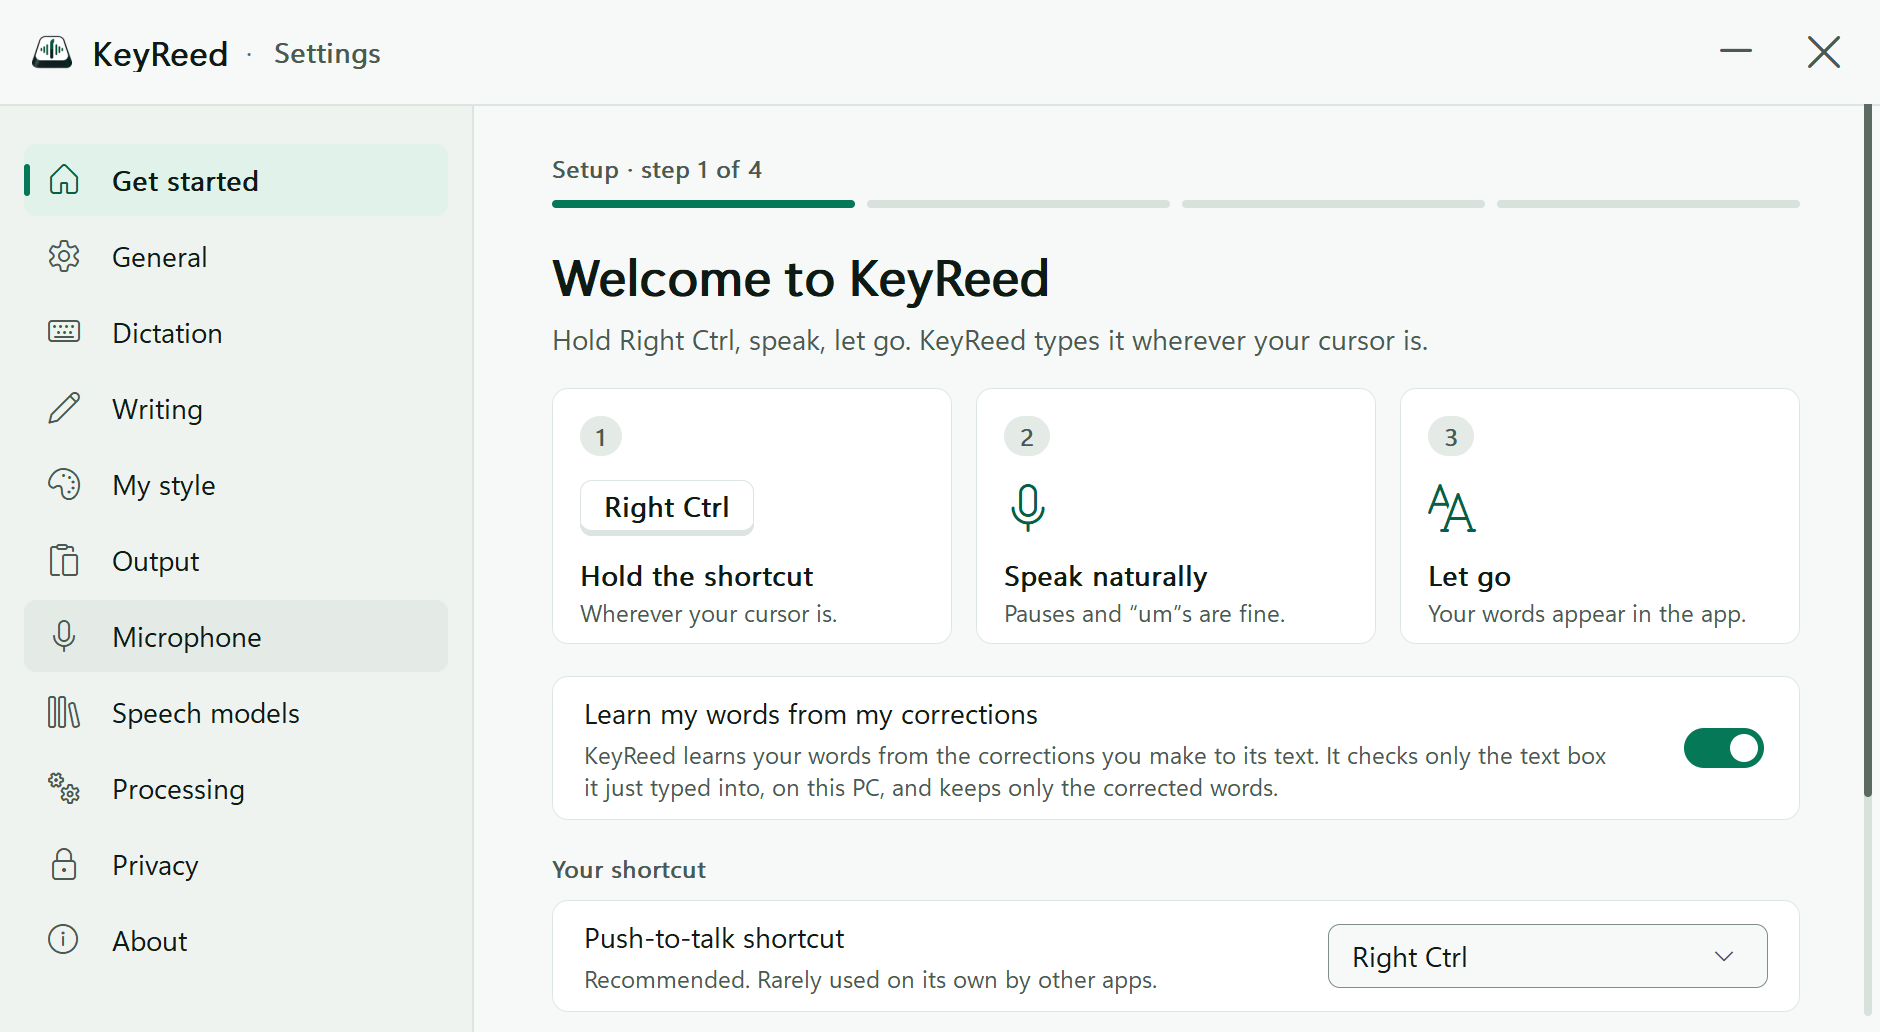 KeyReed · Settings
Get started
General
Dictation
Writing
My style
Output
Microphone
Speech models
Processing
Privacy
About
Setup · step 1 of 4
Welcome to KeyReed
Hold Right Ctrl, speak, let go. KeyReed types it wherever your cursor is.
1
Right Ctrl
Hold the shortcut
Wherever your cursor is.
2
Speak naturally
Pauses and “um”s are fine.
3
Let go
Your words appear in the app.
Learn my words from my corrections
KeyReed learns your words from the corrections you make to its text. It checks only the text box
it just typed into, on this PC, and keeps only the corrected words.
Your shortcut
Push-to-talk shortcut
Recommended. Rarely used on its own by other apps.
Right Ctrl